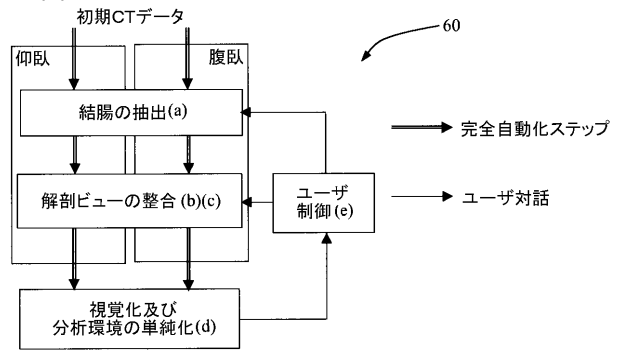 初期CTデータ
60
仰臥
腹臥
結腸の抽出(a)
完全自動化ステップ
解剖ビューの整合(b)(c)
ユーザ
制御(e)
ユーザ対話
視覚化及び
分析環境の単純化(d)